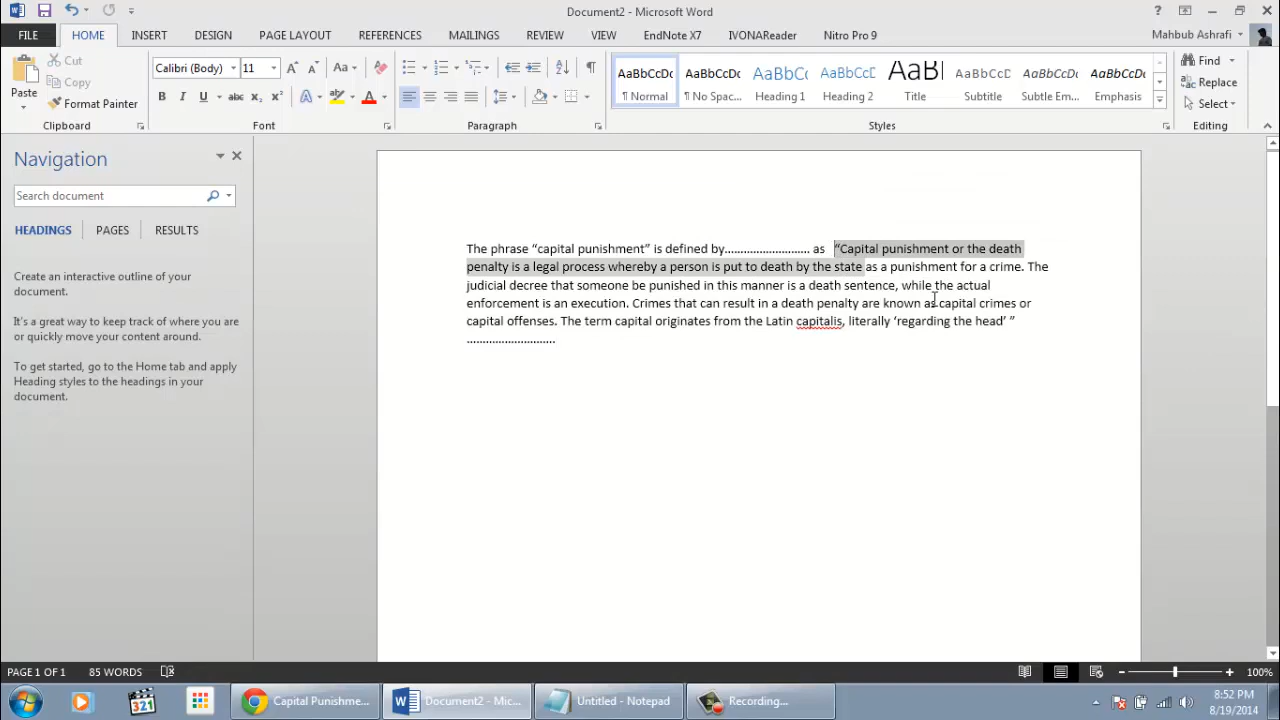 Document2 - Microsoft Word
FILE HOME INSERT DESIGN PAGE LAYOUT REFERENCES MAILINGS REVIEW VIEW EndNote X7 IVONAReader Nitro Pro 9 Mahbub Ashrafi
Paste
Cut
Copy
Format Painter
Clipboard
Calibri (Body) 11
Font
Paragraph
AaBbCcDc AaBbCcDc AaBbCc AaBbCcD AaBl AaBbCcD AaBbCcDc AaBbCcDc
¶ Normal ¶ No Spac... Heading 1 Heading 2 Title Subtitle Subtle Em... Emphasis
Styles
Find
Replace
Select
Editing
Navigation
Search document
HEADINGS PAGES RESULTS
Create an interactive outline of your
document.
It's a great way to keep track of where you are
or quickly move your content around.
To get started, go to the Home tab and apply
Heading styles to the headings in your
document.
The phrase “capital punishment” is defined by........................... as “Capital punishment or the death
penalty is a legal process whereby a person is put to death by the state as a punishment for a crime. The
judicial decree that someone be punished in this manner is a death sentence, while the actual
enforcement is an execution. Crimes that can result in a death penalty are known as capital crimes or
capital offenses. The term capital originates from the Latin capitalis, literally ‘regarding the head’ ”
............................
PAGE 1 OF 1 85 WORDS 100%
321
Capital Punishme...
Document2 - Mic...
Untitled - Notepad
Recording...
8:52 PM
8/19/2014